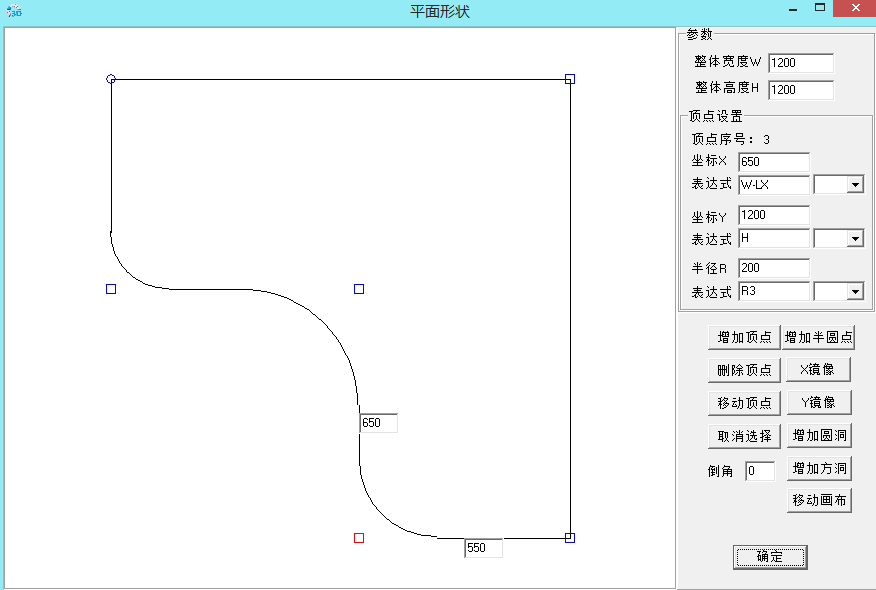 平面形状
参数
整体宽度W 1200
整体高度H 1200
顶点设置
顶点序号: 3
坐标X 650
表达式 W-LX
坐标Y 1200
表达式 H
半径R 200
表达式 R3
增加顶点 增加半圆点
删除顶点 X镜像
移动顶点 Y镜像
取消选择 增加圆洞
倒角 0 增加方洞
移动画布
确定
650
550